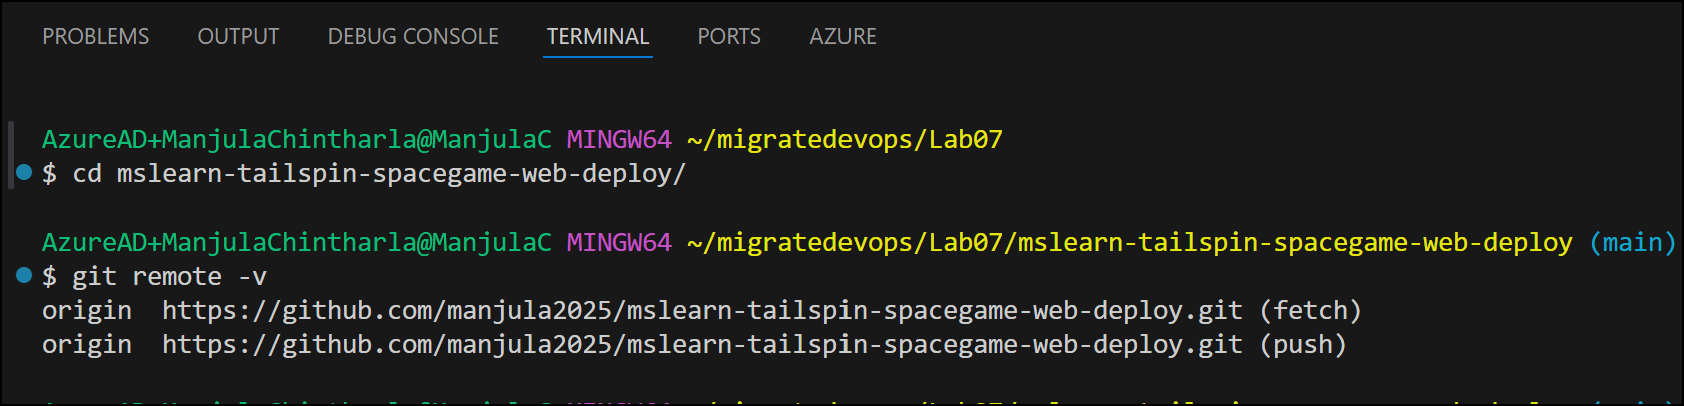 PROBLEMS OUTPUT DEBUG CONSOLE TERMINAL PORTS AZURE
AzureAD+ManjulaChintharla@ManjulaC MINGW64 ~/migratedevops/Lab07
$ cd mslearn-tailspin-spacegame-web-deploy/
AzureAD+ManjulaChintharla@ManjulaC MINGW64 ~/migratedevops/Lab07/mslearn-tailspin-spacegame-web-deploy (main)
$ git remote -v
origin  https://github.com/manjula2025/mslearn-tailspin-spacegame-web-deploy.git (fetch)
origin  https://github.com/manjula2025/mslearn-tailspin-spacegame-web-deploy.git (push)